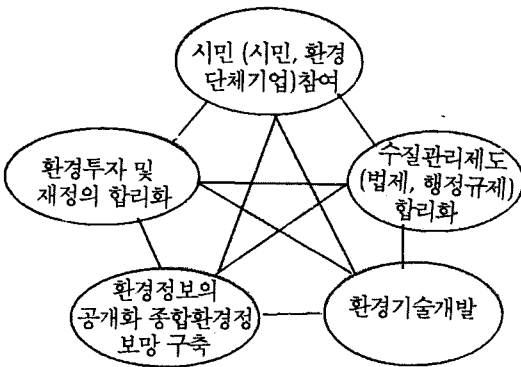 시민 (시민, 환경
단체기업)참여
환경투자 및
재정의 합리화
수질관리제도
(법제, 행정규제)
합리화
환경정보의
공개화 종합환경정
보망 구축
환경기술개발